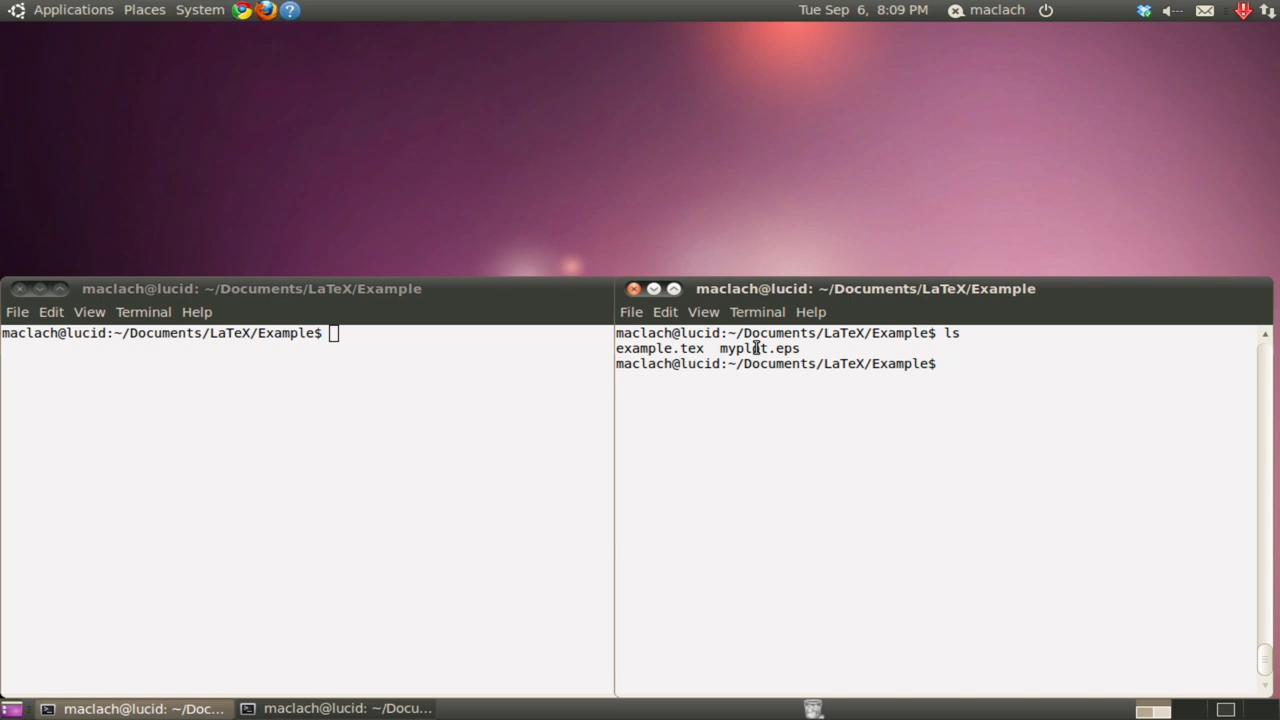 Applications Places System Tue Sep 6, 8:09 PM maclach
maclach@lucid: ~/Documents/LaTeX/Example
File Edit View Terminal Help
maclach@lucid:~/Documents/LaTeX/Example$
maclach@lucid: ~/Documents/LaTeX/Example
File Edit View Terminal Help
maclach@lucid:~/Documents/LaTeX/Example$ ls
example.tex myplot.eps
maclach@lucid:~/Documents/LaTeX/Example$
maclach@lucid: ~/Doc... maclach@lucid: ~/Docu...